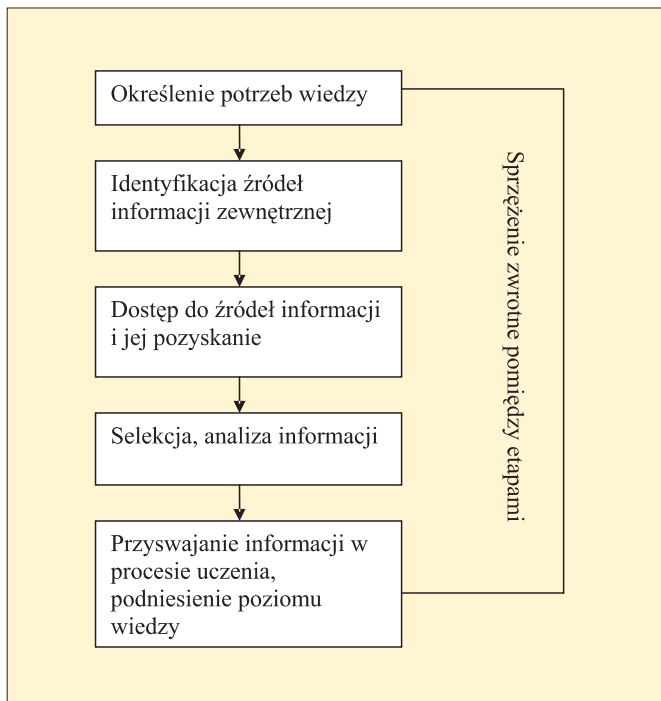 Określenie potrzeb wiedzy
Identyfikacja źródeł
informacji zewnętrznej
Dostęp do źródeł informacji
i jej pozyskanie
Selekcja, analiza informacji
Przyswajanie informacji w
procesie uczenia,
podniesienie poziomu
wiedzy
Sprzężenie zwrotne pomiędzy etapami